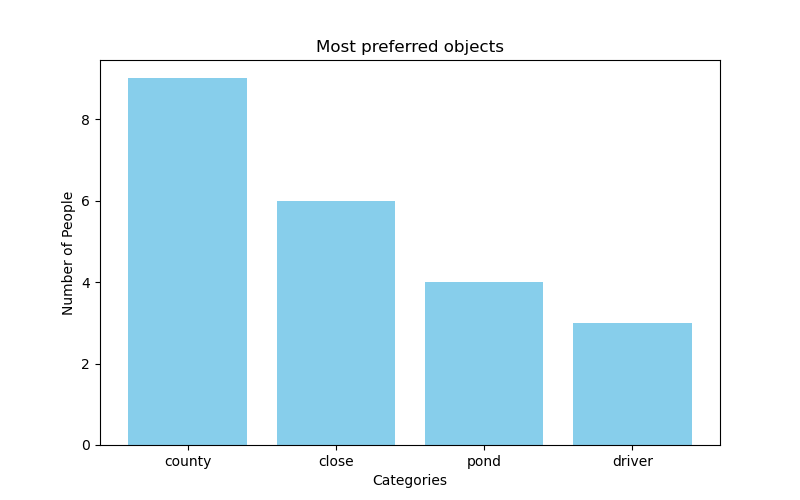 Most preferred objects
8
6
4
2
0
Number of People
county close pond driver
Categories